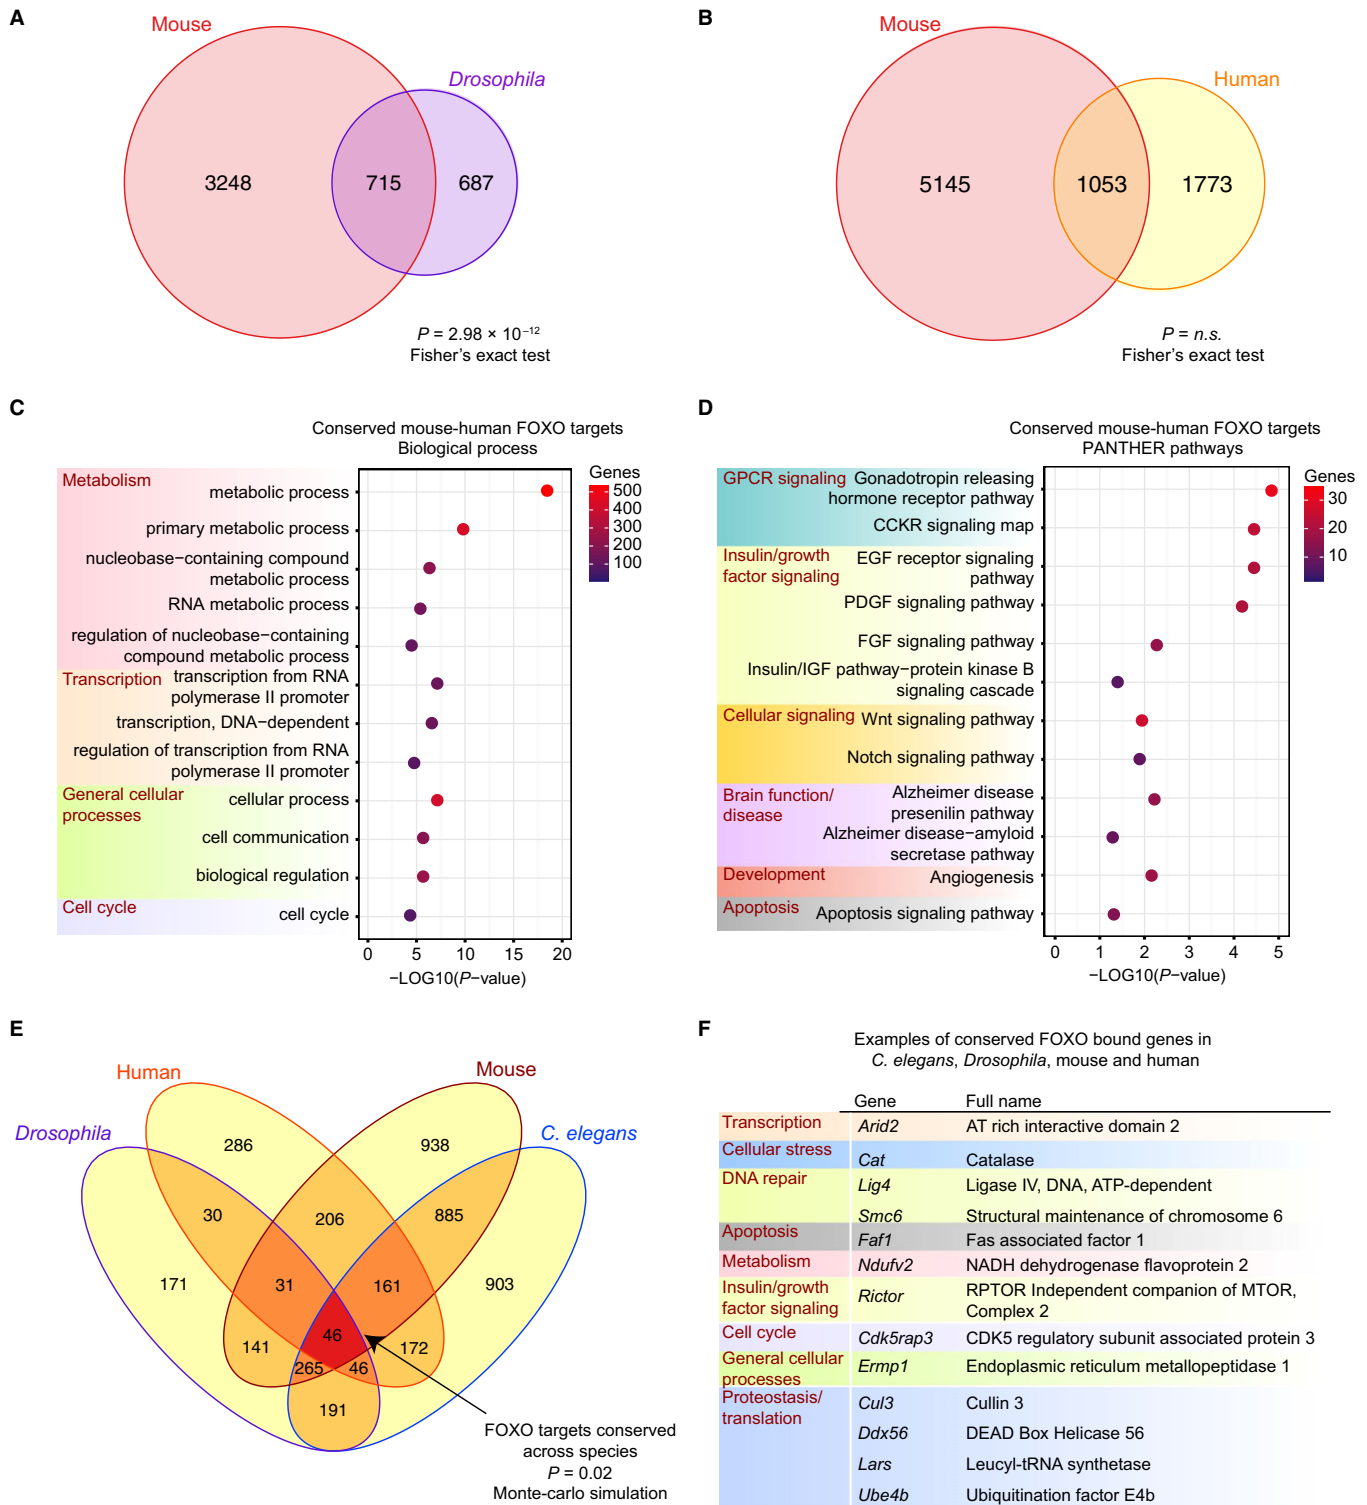 A
Mouse
Drosophila
3248
715
687
P = 2.98 × 10⁻¹²
Fisher's exact test
B
Mouse
Human
5145
1053
1773
P = n.s.
Fisher's exact test
C
Conserved mouse-human FOXO targets
Biological process
Genes
500
400
300
200
100
Metabolism
metabolic process
primary metabolic process
nucleobase−containing compound
metabolic process
RNA metabolic process
regulation of nucleobase−containing
compound metabolic process
Transcription
transcription from RNA
polymerase II promoter
transcription, DNA−dependent
regulation of transcription from RNA
polymerase II promoter
General cellular
processes
cellular process
cell communication
biological regulation
Cell cycle
cell cycle
0 5 10 15 20
−LOG10(P−value)
D
Conserved mouse-human FOXO targets
PANTHER pathways
Genes
30
20
10
GPCR signaling
Gonadotropin releasing
hormone receptor pathway
CCKR signaling map
Insulin/growth
factor signaling
EGF receptor signaling
pathway
PDGF signaling pathway
FGF signaling pathway
Insulin/IGF pathway−protein kinase B
signaling cascade
Cellular signaling
Wnt signaling pathway
Notch signaling pathway
Brain function/
disease
Alzheimer disease
presenilin pathway
Alzheimer disease−amyloid
secretase pathway
Development
Angiogenesis
Apoptosis
Apoptosis signaling pathway
0 1 2 3 4 5
−LOG10(P−value)
E
Human
Mouse
Drosophila
C. elegans
286
938
30
206
885
171
31
161
903
46
141
172
265
46
191
FOXO targets conserved
across species
P = 0.02
Monte-carlo simulation
F
Examples of conserved FOXO bound genes in
C. elegans, Drosophila, mouse and human
Gene Full name
Transcription
Arid2 AT rich interactive domain 2
Cellular stress
Cat Catalase
DNA repair
Lig4 Ligase IV, DNA, ATP-dependent
Smc6 Structural maintenance of chromosome 6
Apoptosis
Faf1 Fas associated factor 1
Metabolism
Ndufv2 NADH dehydrogenase flavoprotein 2
Insulin/growth
factor signaling
Rictor RPTOR Independent companion of MTOR,
Complex 2
Cell cycle
Cdk5rap3 CDK5 regulatory subunit associated protein 3
General cellular
processes
Ermp1 Endoplasmic reticulum metallopeptidase 1
Proteostasis/
translation
Cul3 Cullin 3
Ddx56 DEAD Box Helicase 56
Lars Leucyl-tRNA synthetase
Ube4b Ubiquitination factor E4b